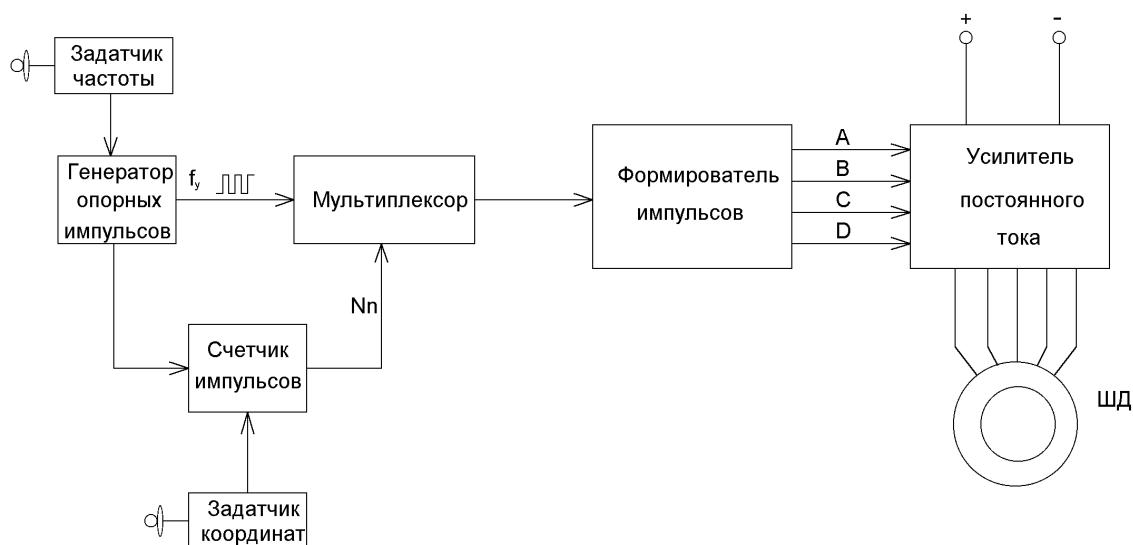 + -
Задатчик
частоты
Генератор
опорных
импульсов
fу
Мультиплексор
Формирователь
импульсов
A
B
C
D
Усилитель
постоянного
тока
Nn
Счетчик
импульсов
ШД
Задатчик
координат